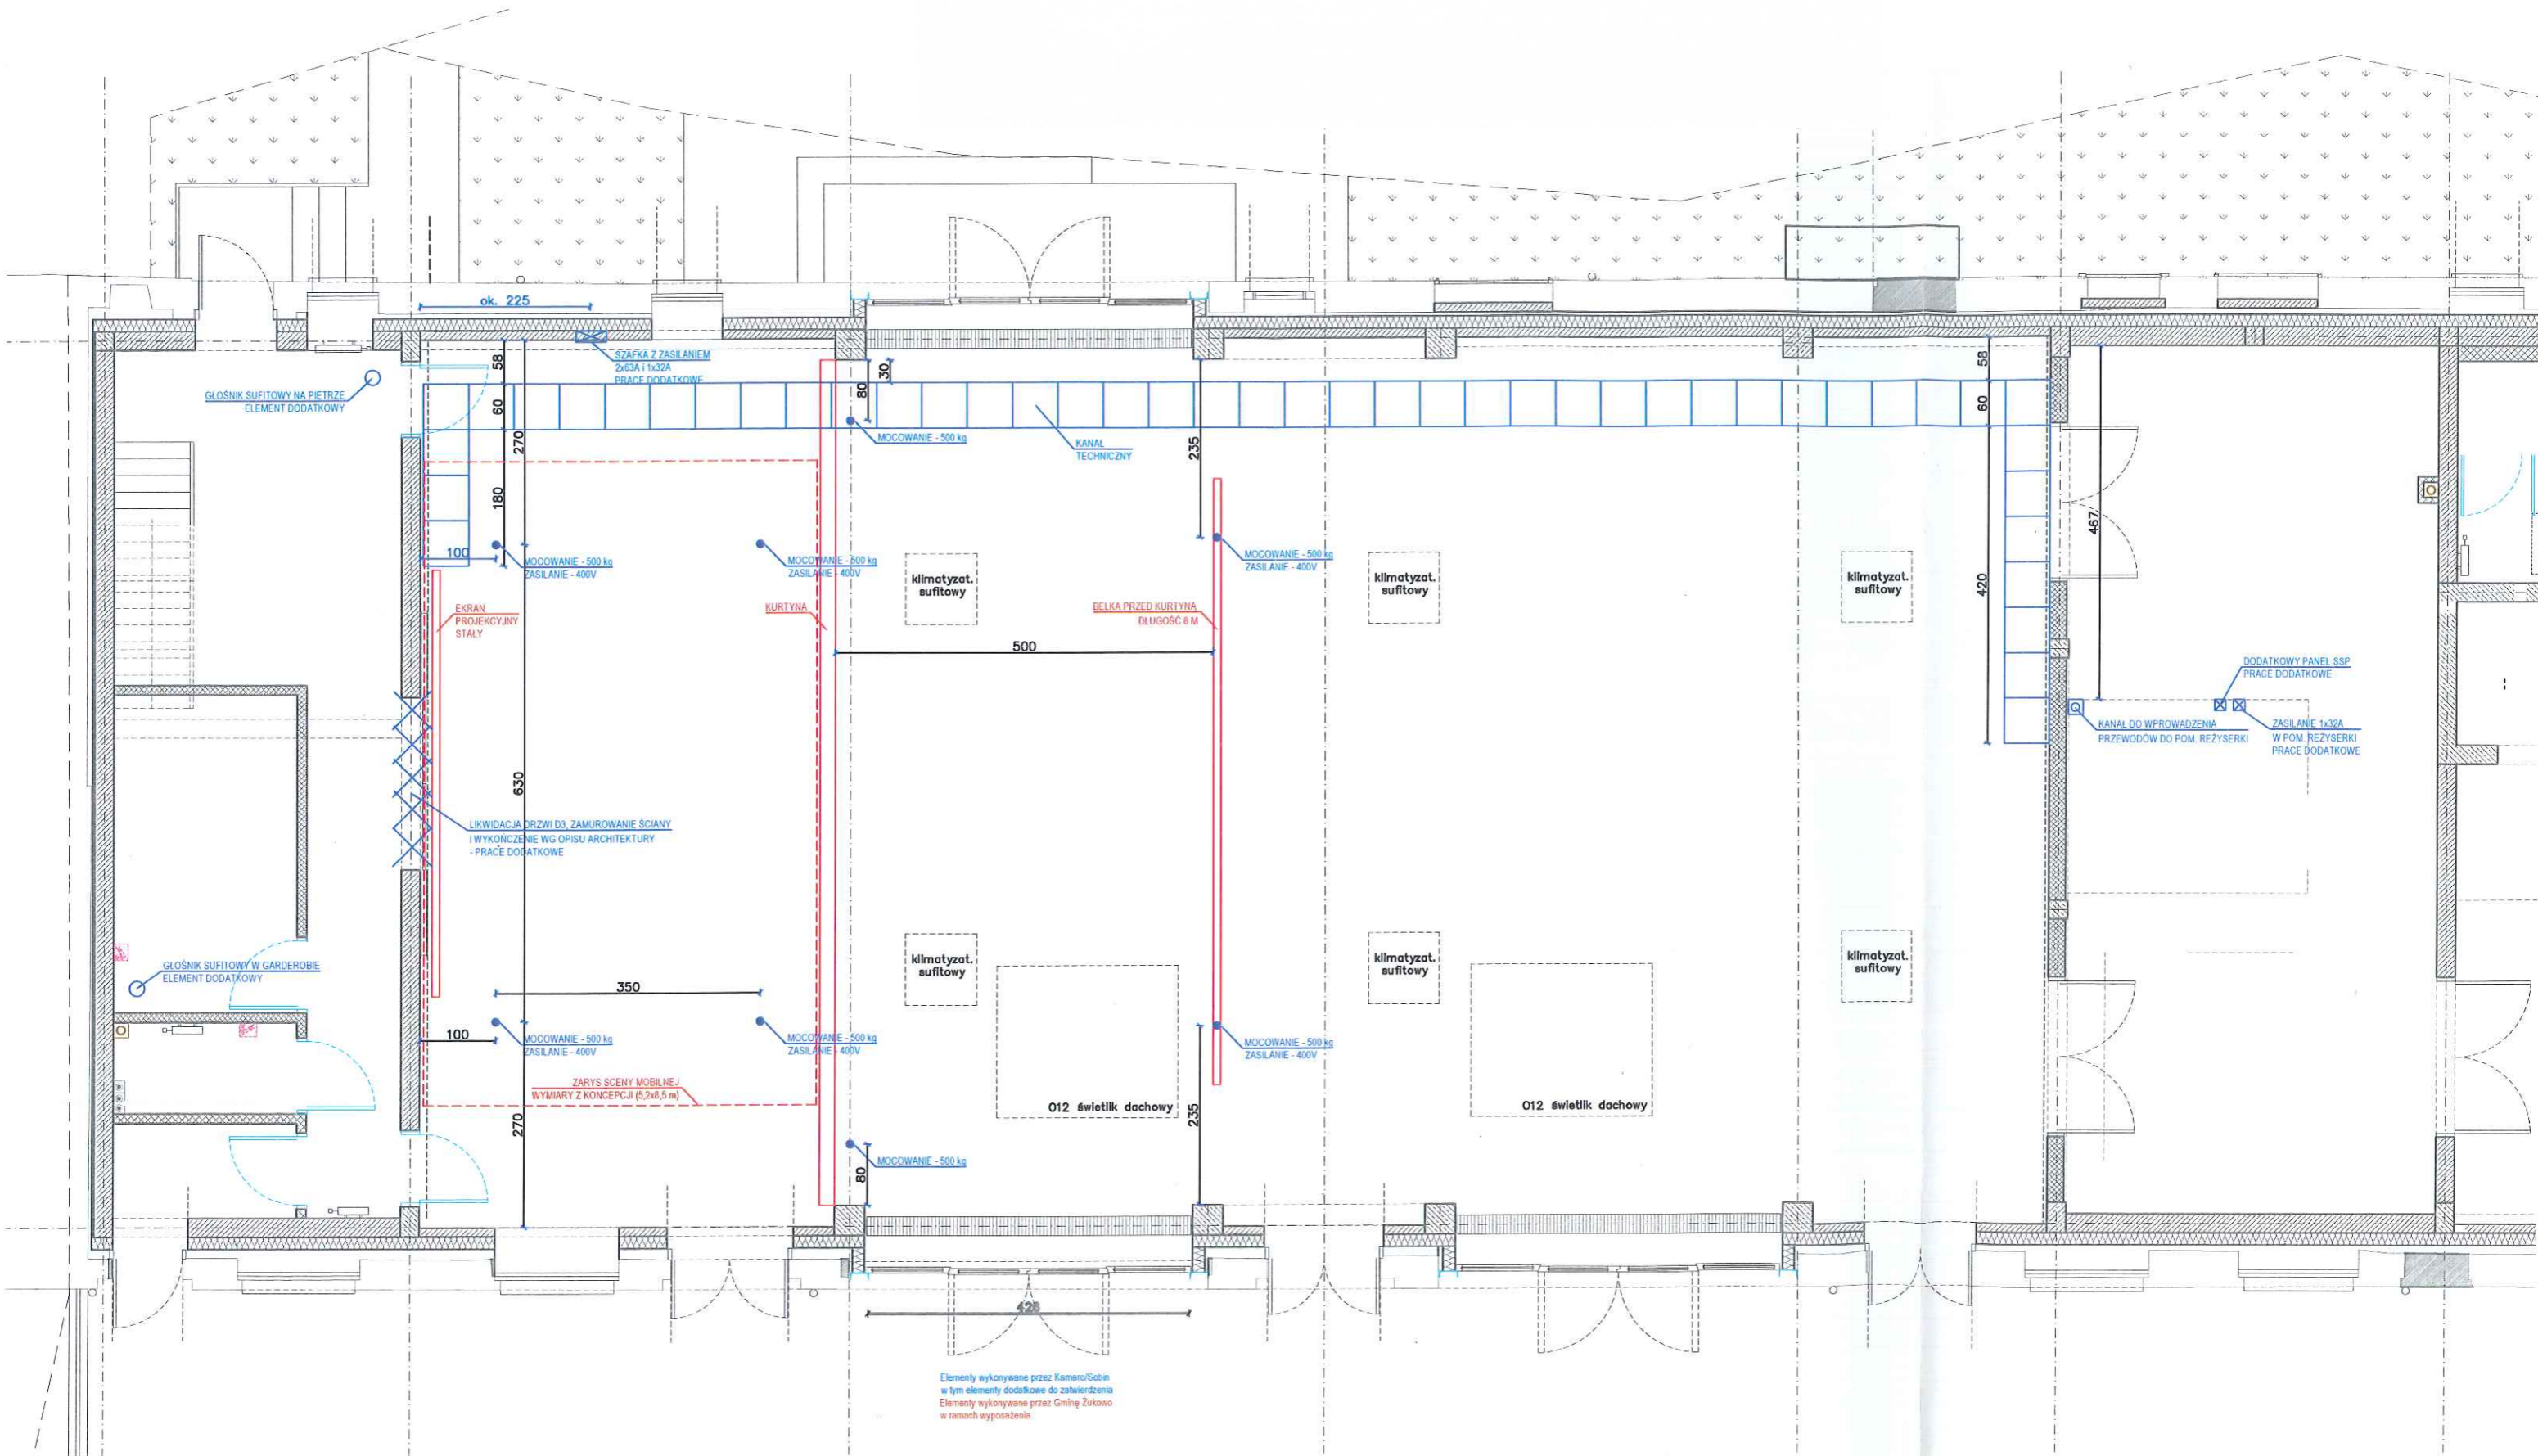 ok. 225
SZAFKA Z ZASILANIEM
2x63A i 1x32A
PRACE DODATKOWE
GŁOŚNIK SUFITOWY NA PIĘTRZE
ELEMENT DODATKOWY
58
60
270
180
80
30
235
58
60
467
420
MOCOWANIE - 500 kg
KANAŁ
TECHNICZNY
100
MOCOWANIE - 500 kg
ZASILANIE - 400V
MOCOWANIE - 500 kg
ZASILANIE - 400V
MOCOWANIE - 500 kg
ZASILANIE - 400V
klimatyzat.
sufitowy
klimatyzat.
sufitowy
klimatyzat.
sufitowy
EKRAN
PROJEKCYJNY
STAŁY
KURTYNA
BELKA PRZED KURTYNA
DŁUGOŚĆ 8 M
500
DODATKOWY PANEL SSP
PRACE DODATKOWE
KANAŁ DO WPROWADZENIA
PRZEWODÓW DO POM. REŻYSERKI
ZASILANIE 1x32A
W POM. REŻYSERKI
PRACE DODATKOWE
630
LIKWIDACJA DRZWI D3, ZAMUROWANIE ŚCIANY
I WYKOŃCZENIE WG OPISU ARCHITEKTURY
- PRACE DODATKOWE
GŁOŚNIK SUFITOWY W GARDEROBIE
ELEMENT DODATKOWY
klimatyzat.
sufitowy
klimatyzat.
sufitowy
klimatyzat.
sufitowy
350
100
MOCOWANIE - 500 kg
ZASILANIE - 400V
MOCOWANIE - 500 kg
ZASILANIE - 400V
MOCOWANIE - 500 kg
ZASILANIE - 400V
ZARYS SCENY MOBILNEJ
WYMIARY Z KONCEPCJI (5,2x8,5 m)
O12 świetlik dachowy
O12 świetlik dachowy
270
235
80
MOCOWANIE - 500 kg
428
Elementy wykonywane przez Kamaro/Sobin
w tym elementy dodatkowe do zatwierdzenia
Elementy wykonywane przez Gminę Żukowo
w ramach wyposażenia